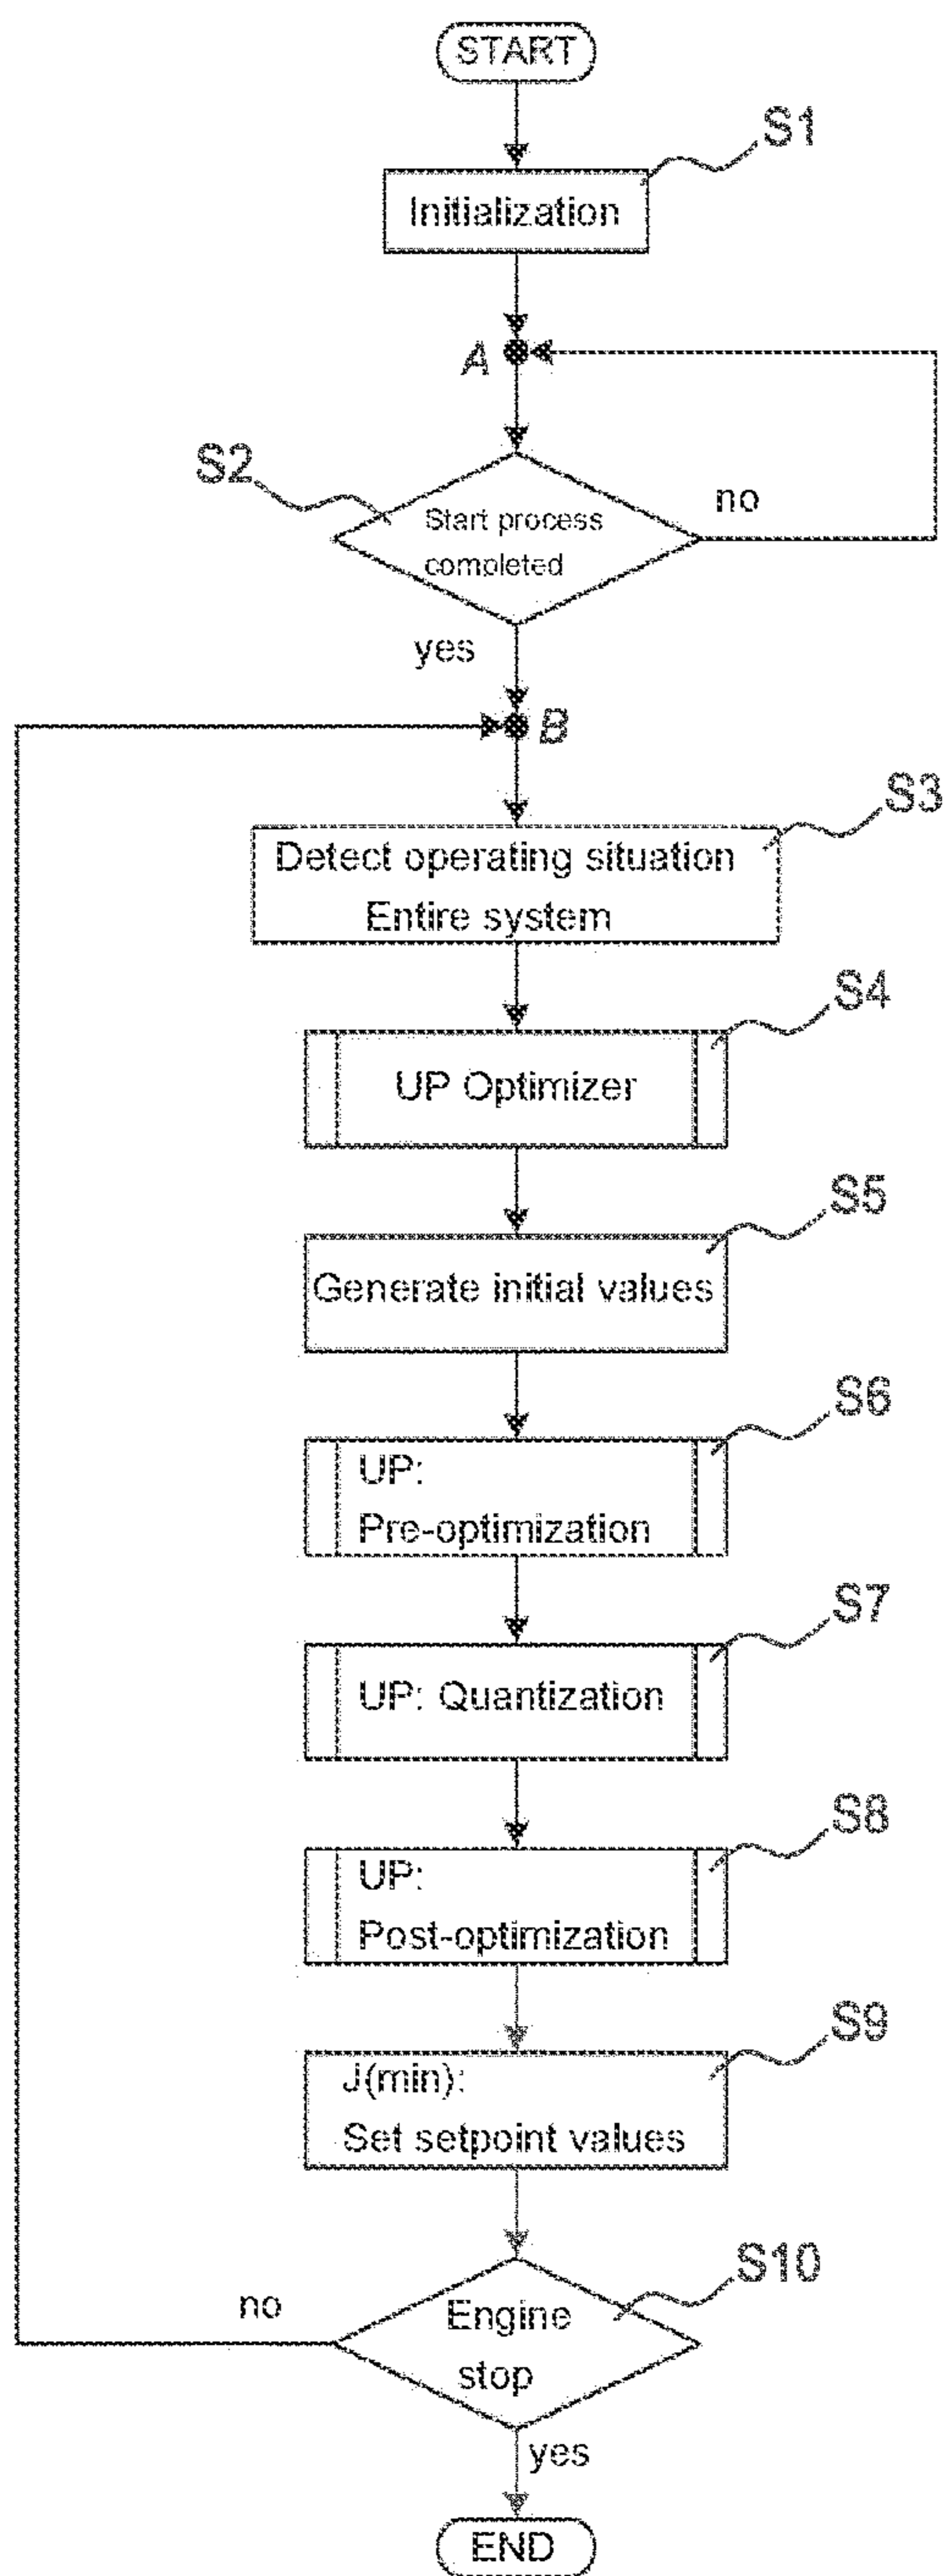 START
S1
Initialization
A
S2
Start process
completed
no
yes
B
S3
Detect operating situation
Entire system
S4
UP Optimizer
S5
Generate initial values
S6
UP:
Pre-optimization
S7
UP: Quantization
S8
UP:
Post-optimization
S9
J(min):
Set setpoint values
S10
no
Engine
stop
yes
END